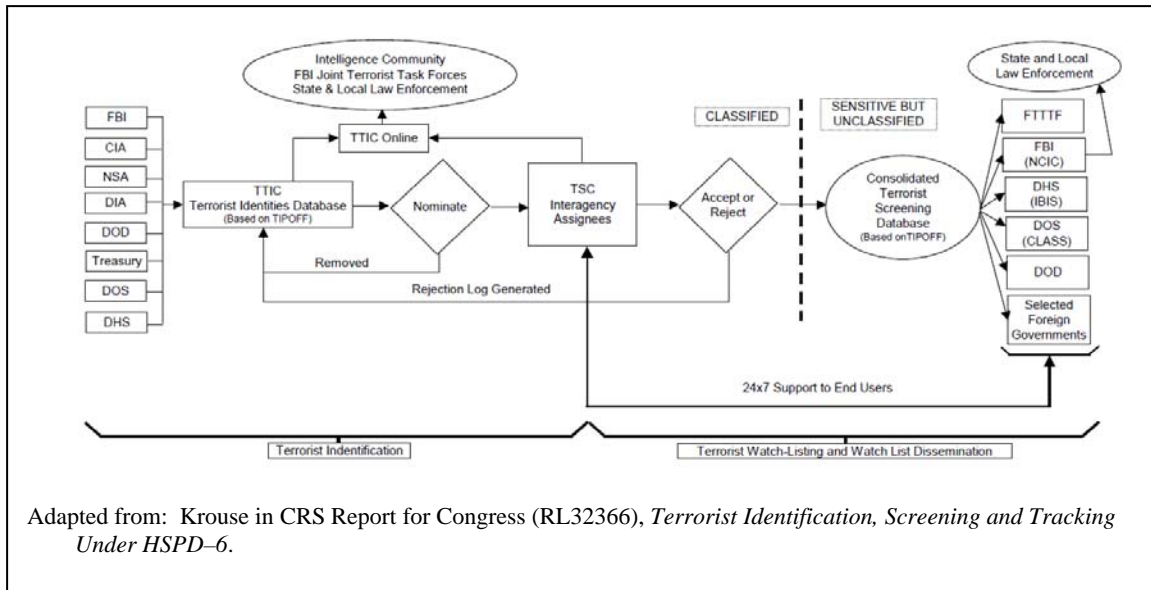 Intelligence Community
FBI Joint Terrorist Task Forces
State & Local Law Enforcement
State and Local
Law Enforcement
CLASSIFIED
SENSITIVE BUT
UNCLASSIFIED
FBI
CIA
NSA
DIA
DOD
Treasury
DOS
DHS
TTIC Online
TTIC
Terrorist Identities Database
(Based on TIPOFF)
Nominate
TSC
Interagency
Assignees
Accept or
Reject
Consolidated
Terrorist
Screening
Database
(Based onTIPOFF)
FTTTF
FBI
(NCIC)
DHS
(IBIS)
DOS
(CLASS)
DOD
Selected
Foreign
Governments
Removed
Rejection Log Generated
24x7 Support to End Users
Terrorist Indentification
Terrorist Watch-Listing and Watch List Dissemination
Adapted from: Krouse in CRS Report for Congress (RL32366), Terrorist Identification, Screening and Tracking
Under HSPD–6.